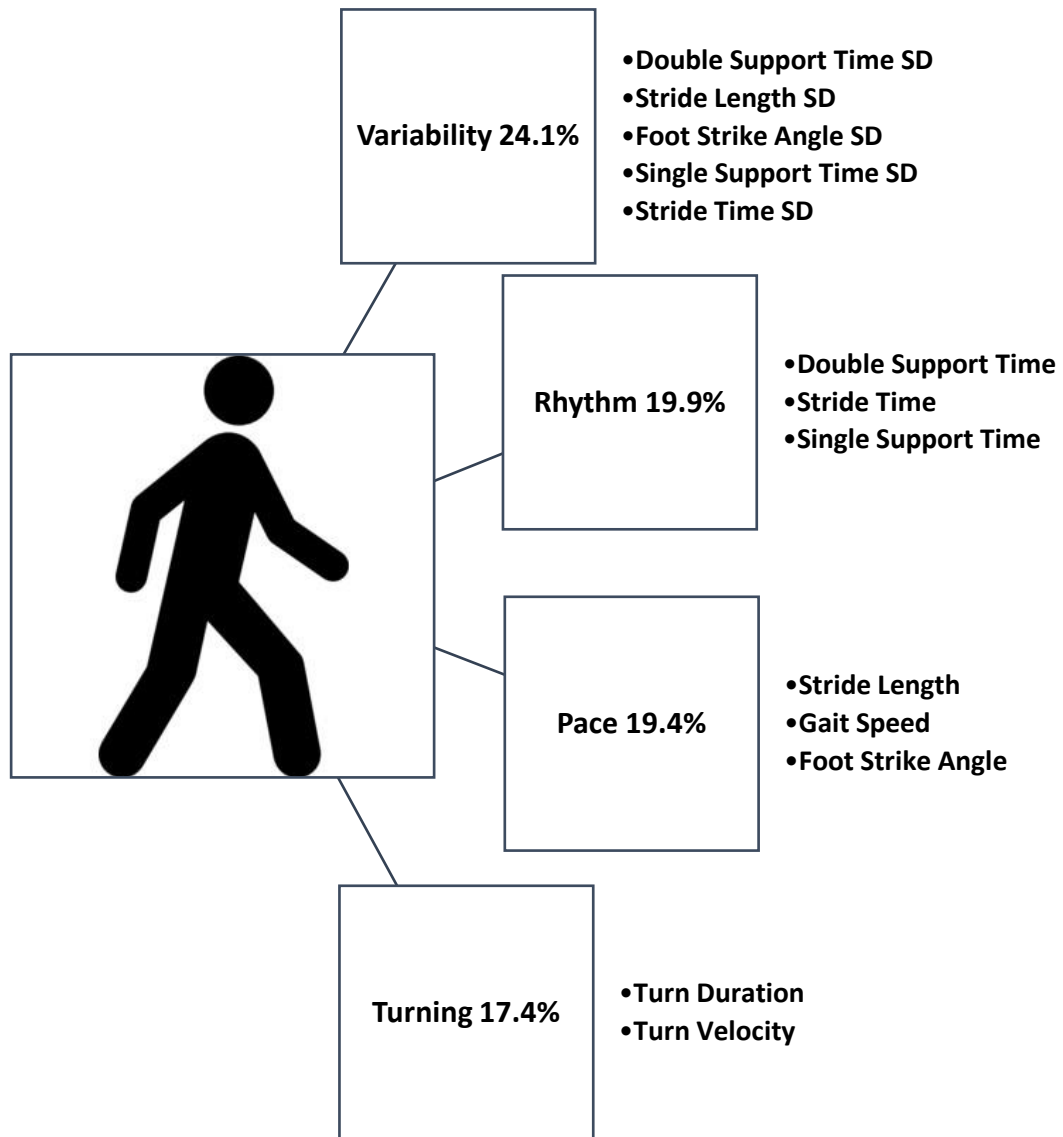 Variability 24.1%
•Double Support Time SD
•Stride Length SD
•Foot Strike Angle SD
•Single Support Time SD
•Stride Time SD
Rhythm 19.9%
•Double Support Time
•Stride Time
•Single Support Time
Pace 19.4%
•Stride Length
•Gait Speed
•Foot Strike Angle
Turning 17.4%
•Turn Duration
•Turn Velocity